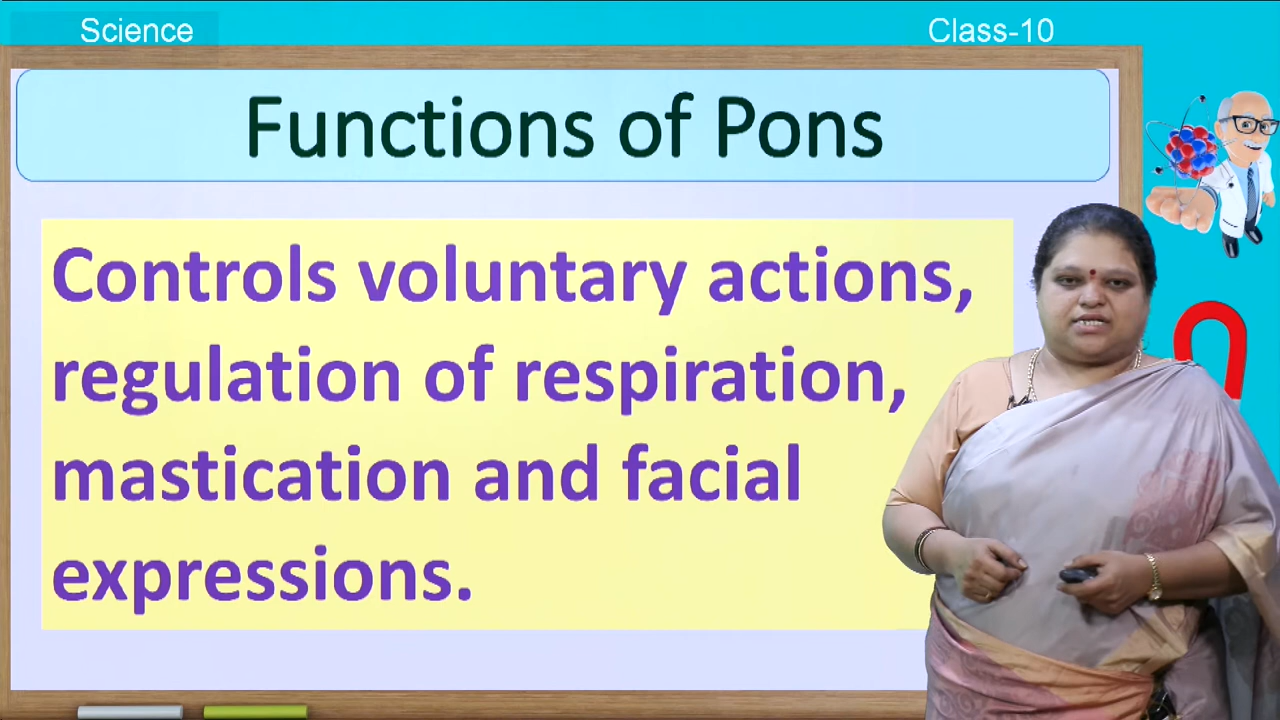 Science
Class-10
Functions of Pons
Controls voluntary actions,
regulation of respiration,
mastication and facial
expressions.